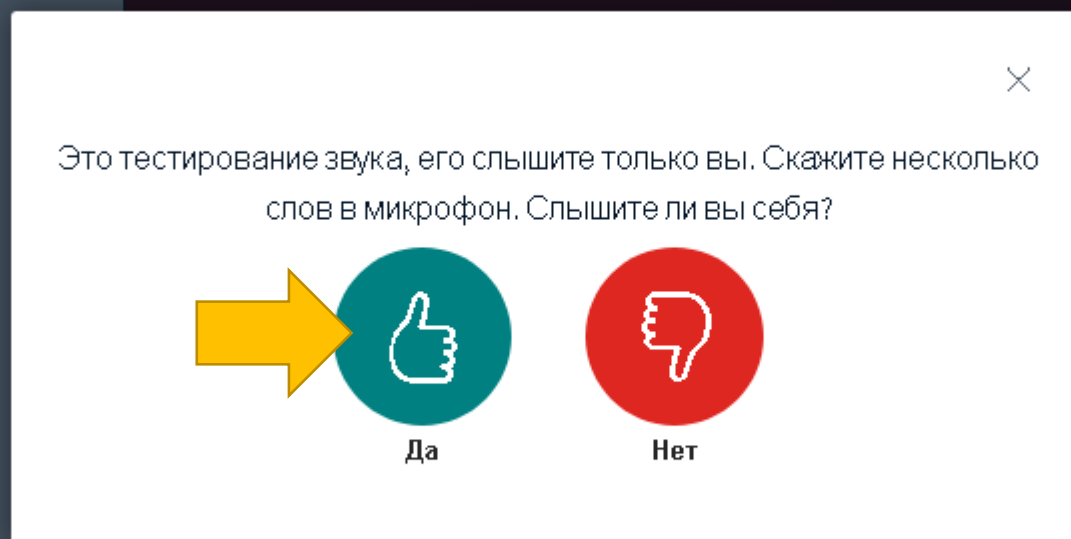 Это тестирование звука, его слышите только вы. Скажите несколько
слов в микрофон. Слышите ли вы себя?
Да
Нет